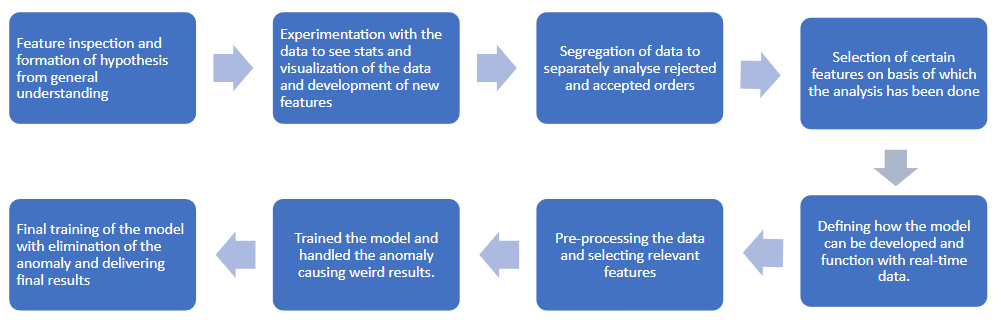 Feature inspection and
formation of hypothesis
from general
understanding
Experimentation with the
data to see stats and
visualization of the data
and development of new
features
Segregation of data to
separately analyse rejected
and accepted orders
Selection of certain
features on basis of which
the analysis has been done
Defining how the model
can be developed and
function with real-time
data.
Pre-processing the data
and selecting relevant
features
Trained the model and
handled the anomaly
causing weird results.
Final training of the model
with elimination of the
anomaly and delivering
final results